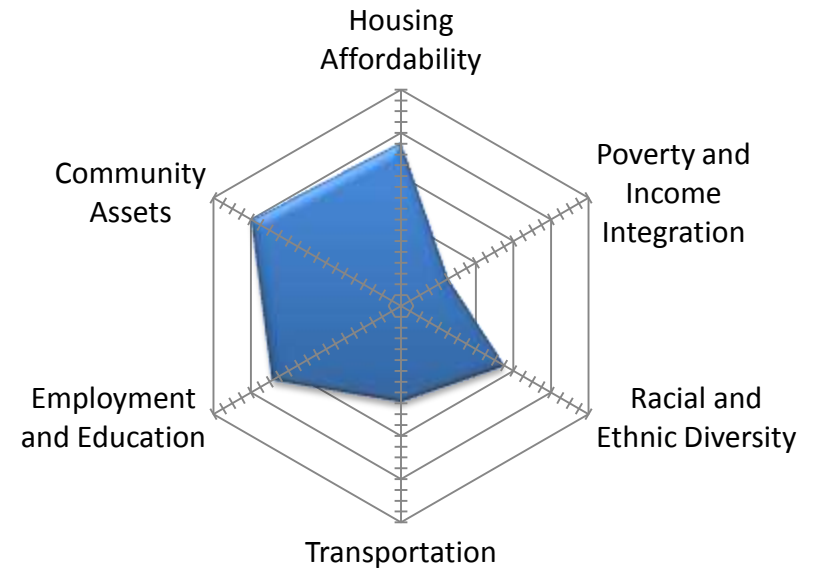 Housing
Affordability
Poverty and
Income
Integration
Community
Assets
Employment
and Education
Racial and
Ethnic Diversity
Transportation